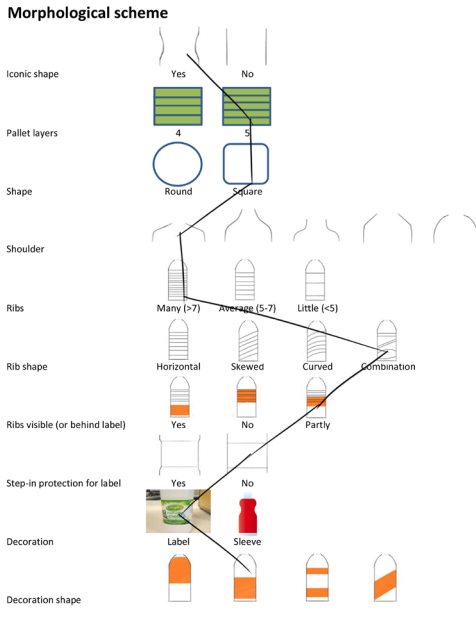 Morphological scheme
Iconic shape Yes No
Pallet layers 4 5
Shape Round Square
Shoulder
Ribs Many (>7) Average (5-7) Little (<5)
Rib shape Horizontal Skewed Curved Combination
Ribs visible (or behind label) Yes No Partly
Step-in protection for label Yes No
Decoration Label Sleeve
Decoration shape